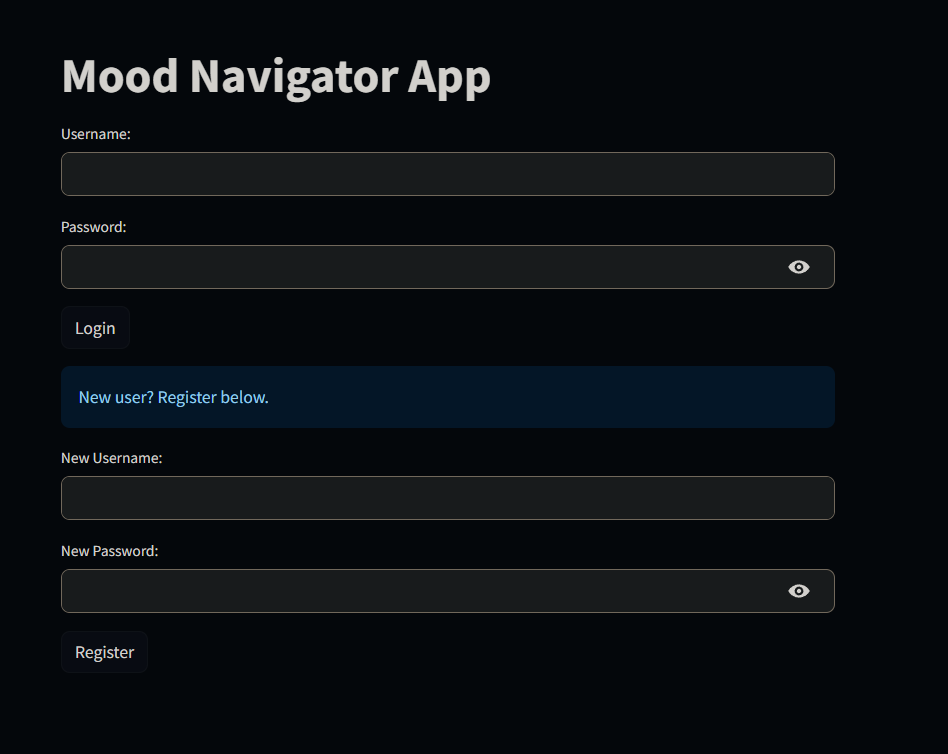 Mood Navigator App
Username:
Password:
Login
New user? Register below.
New Username:
New Password:
Register